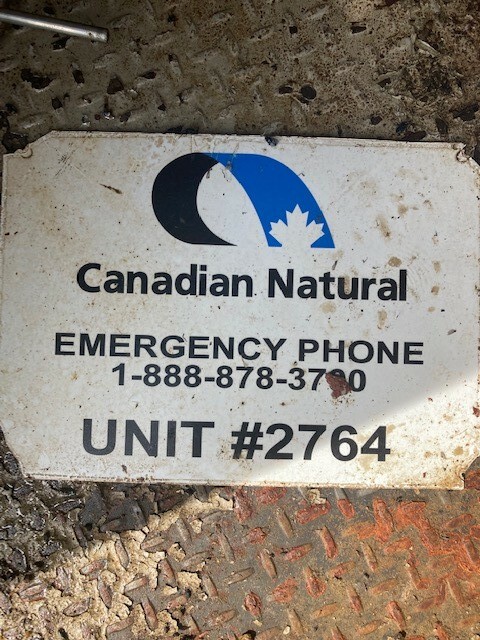 Canadian Natural
EMERGENCY PHONE
UNIT #2764